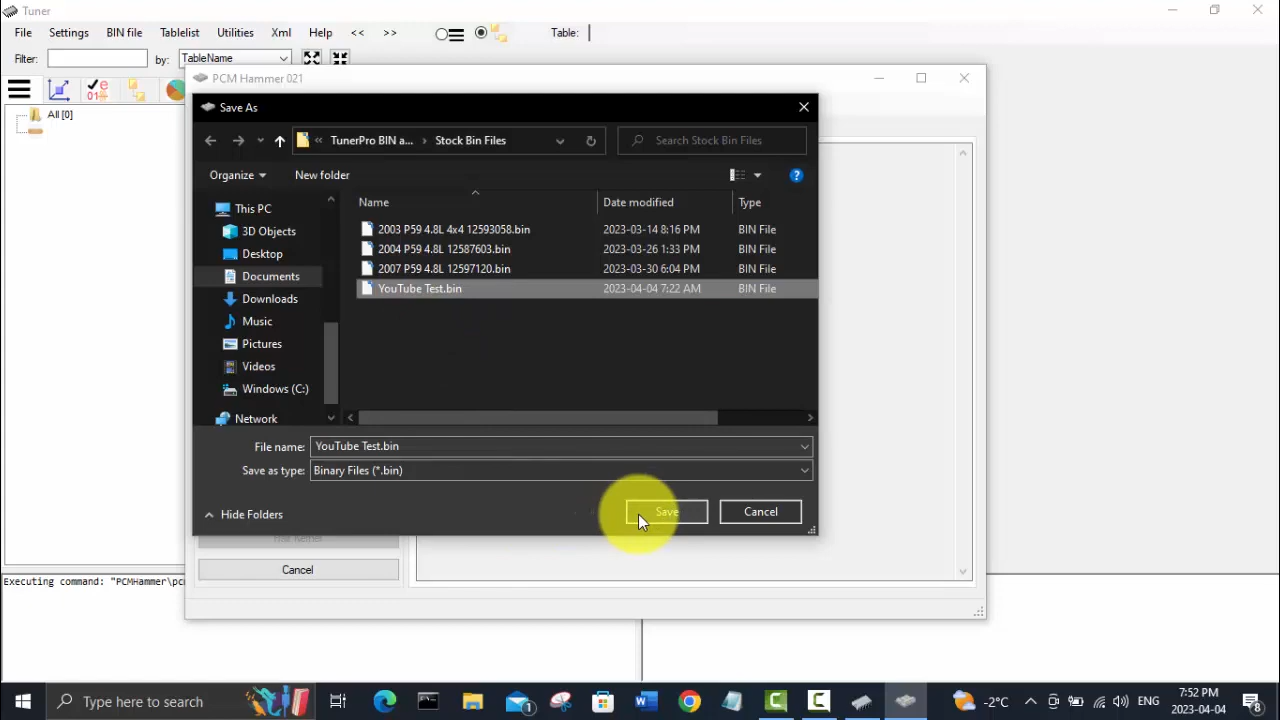 Tuner
File Settings BIN file Tablelist Utilities Xml Help << >> Table:
Filter: by: TableName
All [0]
PCM Hammer 021
Save As
« TunerPro BIN a... › Stock Bin Files
Search Stock Bin Files
Organize New folder
Name Date modified Type
This PC
3D Objects
Desktop
Documents
Downloads
Music
Pictures
Videos
Windows (C:)
Network
2003 P59 4.8L 4x4 12593058.bin 2023-03-14 8:16 PM BIN File
2004 P59 4.8L 12587603.bin 2023-03-26 1:33 PM BIN File
2007 P59 4.8L 12597120.bin 2023-03-30 6:04 PM BIN File
YouTube Test.bin 2023-04-04 7:22 AM BIN File
File name: YouTube Test.bin
Save as type: Binary Files (*.bin)
Hide Folders
Save Cancel
Cancel
Executing command: "PCMHammer\pc
Type here to search
-2°C
ENG
7:52 PM
2023-04-04
8
1